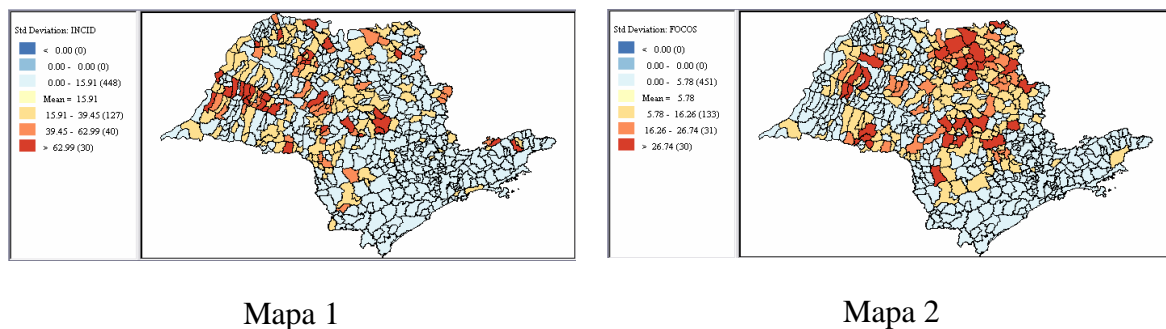 Std Deviation: INCID
< 0.00 (0)
0.00 - 0.00 (0)
0.00 - 15.91 (448)
Mean = 15.91
15.91 - 39.45 (127)
39.45 - 62.99 (40)
> 62.99 (30)
Mapa 1
Std Deviation: FOCOS
< 0.00 (0)
0.00 - 0.00 (0)
0.00 - 5.78 (451)
Mean = 5.78
5.78 - 16.26 (133)
16.26 - 26.74 (31)
> 26.74 (30)
Mapa 2